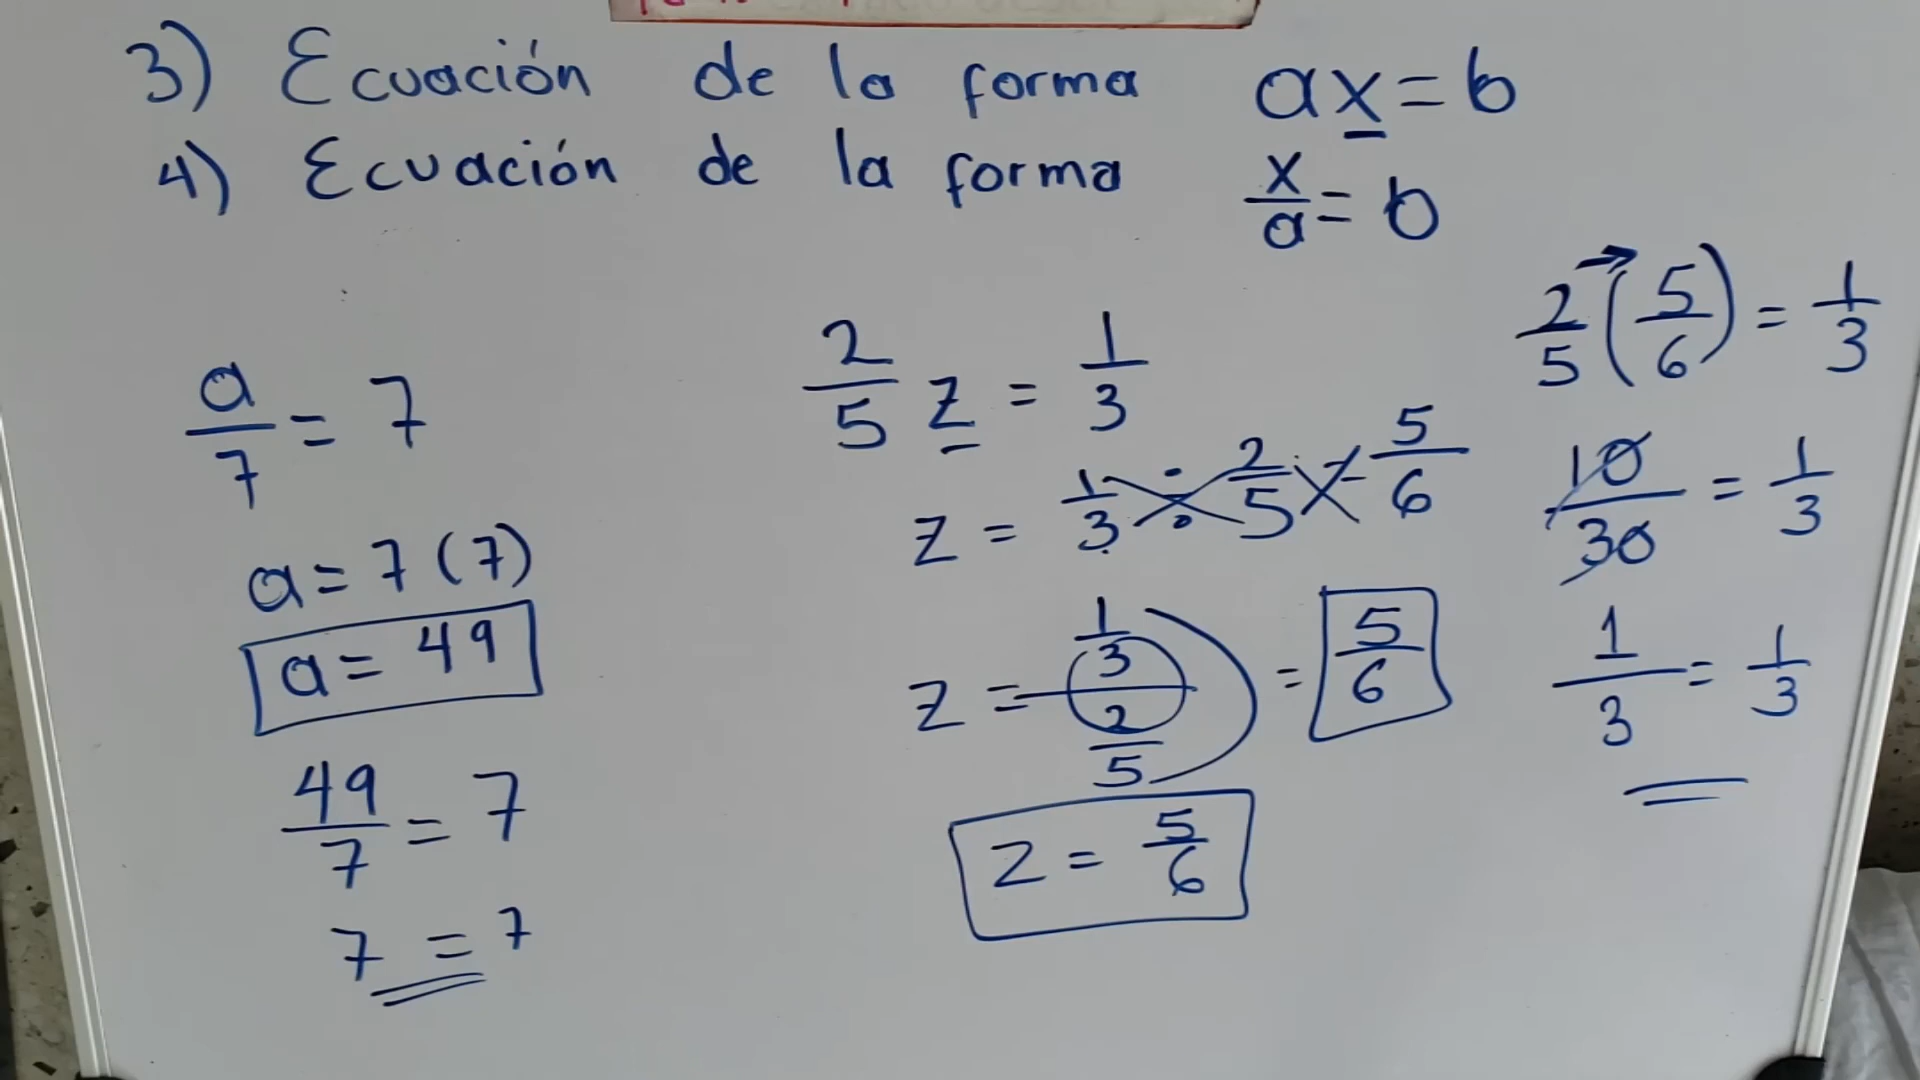 3) Ecuación de la forma ax = b
4) Ecuación de la forma x/a = b
a/7 = 7
a = 7(7)
a = 49
49/7 = 7
7 = 7
2/5 z = 1/3
z = 1/3 ÷ 2/5 = 5/6
z = (1/3)/(2/5) = 5/6
z = 5/6
2/5 (5/6) = 1/3
10/30 = 1/3
1/3 = 1/3